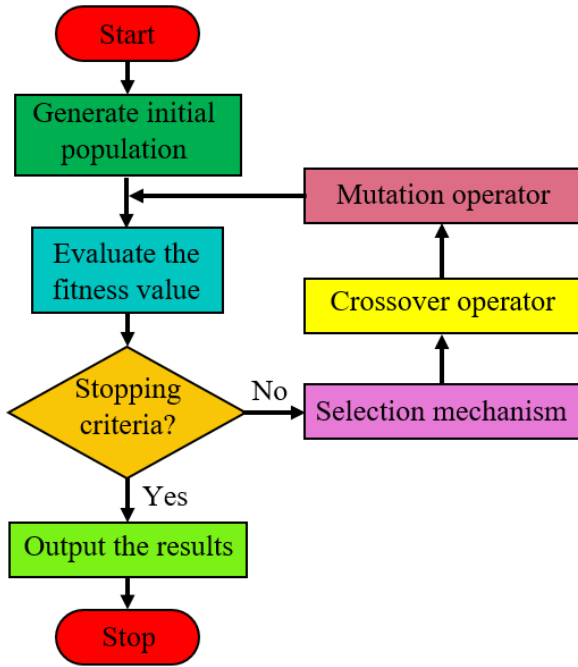 Start
Generate initial
population
Mutation operator
Evaluate the
fitness value
Crossover operator
Stopping
criteria?
No
Selection mechanism
Yes
Output the results
Stop